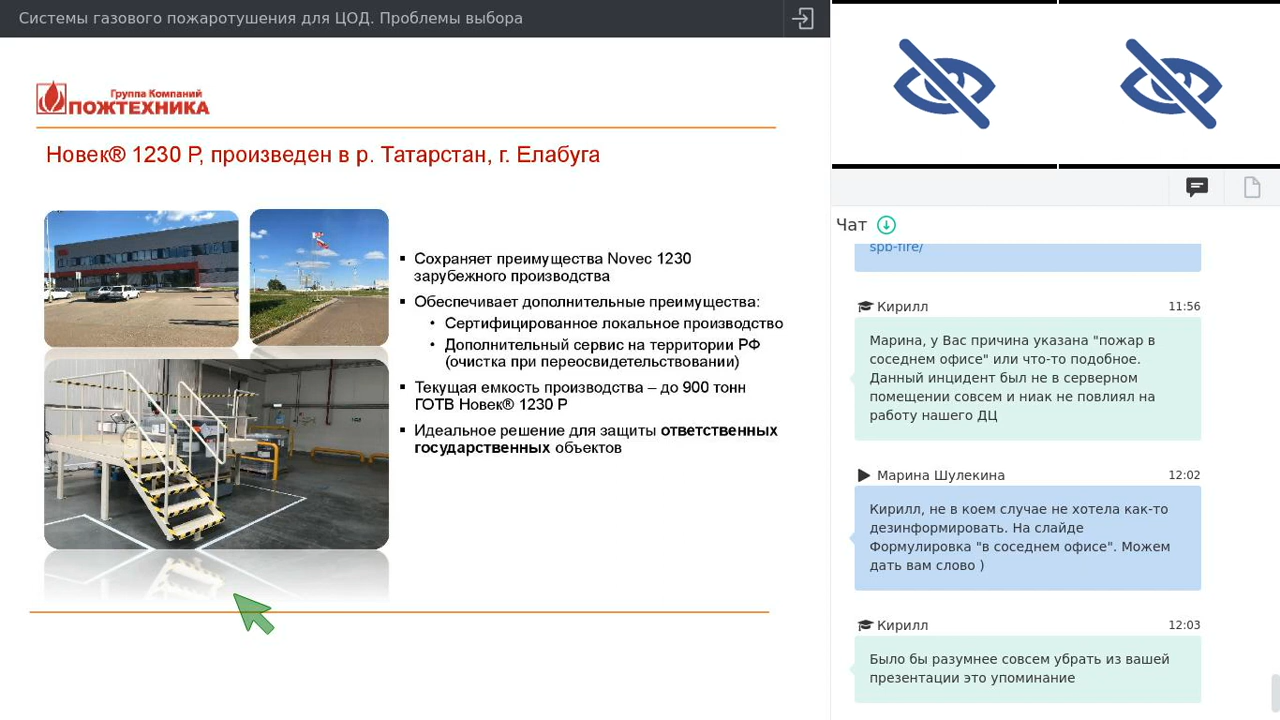 Системы газового пожаротушения для ЦОД. Проблемы выбора
Группа Компаний
ПОЖТЕХНИКА
Новек® 1230 Р, произведен в р. Татарстан, г. Елабуга
▪ Сохраняет преимущества Novec 1230
зарубежного производства
▪ Обеспечивает дополнительные преимущества:
• Сертифицированное локальное производство
• Дополнительный сервис на территории РФ
(очистка при переосвидетельствовании)
▪ Текущая емкость производства – до 900 тонн
ГОТВ Новек® 1230 Р
▪ Идеальное решение для защиты ответственных
государственных объектов
Чат
spb-fire/
Кирилл 11:56
Марина, у Вас причина указана "пожар в
соседнем офисе" или что-то подобное.
Данный инцидент был не в серверном
помещении совсем и ниак не повлиял на
работу нашего ДЦ
Марина Шулекина 12:02
Кирилл, не в коем случае не хотела как-то
дезинформировать. На слайде
Формулировка "в соседнем офисе". Можем
дать вам слово )
Кирилл 12:03
Было бы разумнее совсем убрать из вашей
презентации это упоминание